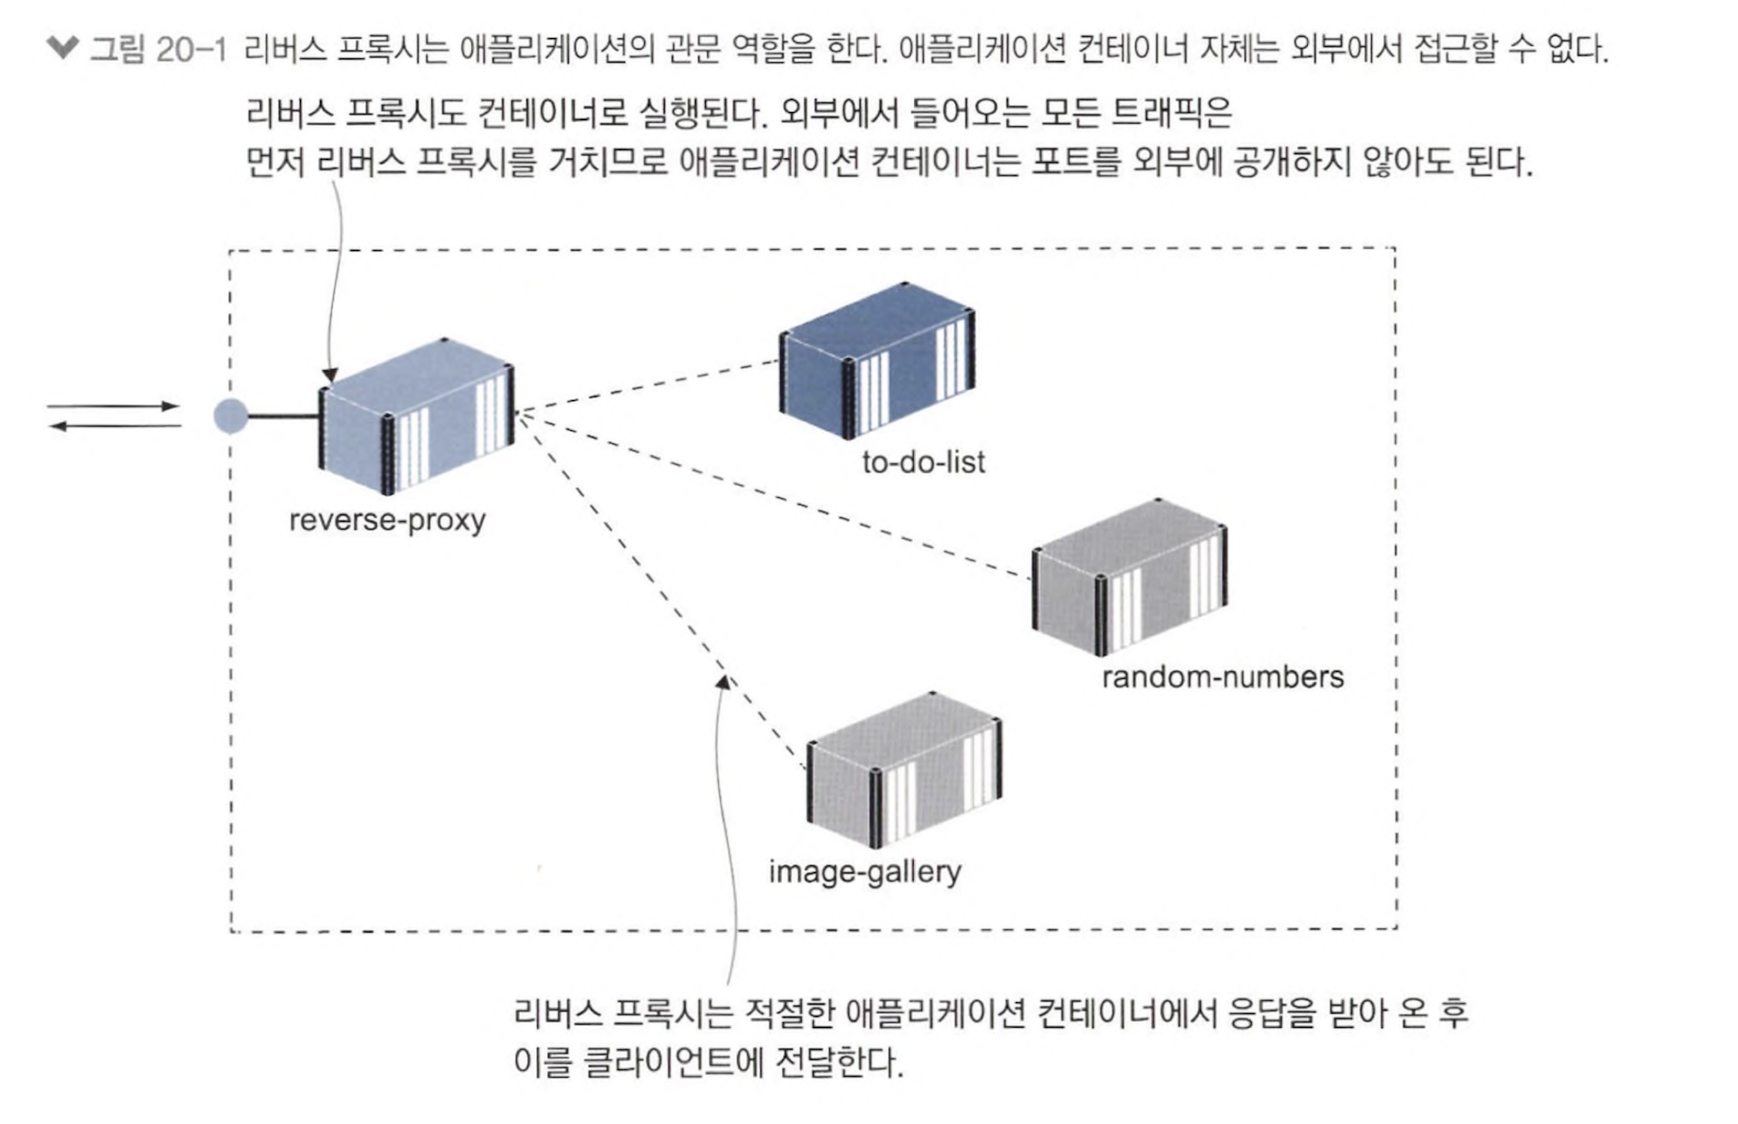 그림 20-1 리버스 프록시는 애플리케이션의 관문 역할을 한다. 애플리케이션 컨테이너 자체는 외부에서 접근할 수 없다.
리버스 프록시도 컨테이너로 실행된다. 외부에서 들어오는 모든 트래픽은
먼저 리버스 프록시를 거치므로 애플리케이션 컨테이너는 포트를 외부에 공개하지 않아도 된다.
to-do-list
reverse-proxy
random-numbers
image-gallery
리버스 프록시는 적절한 애플리케이션 컨테이너에서 응답을 받아 온 후
이를 클라이언트에 전달한다.